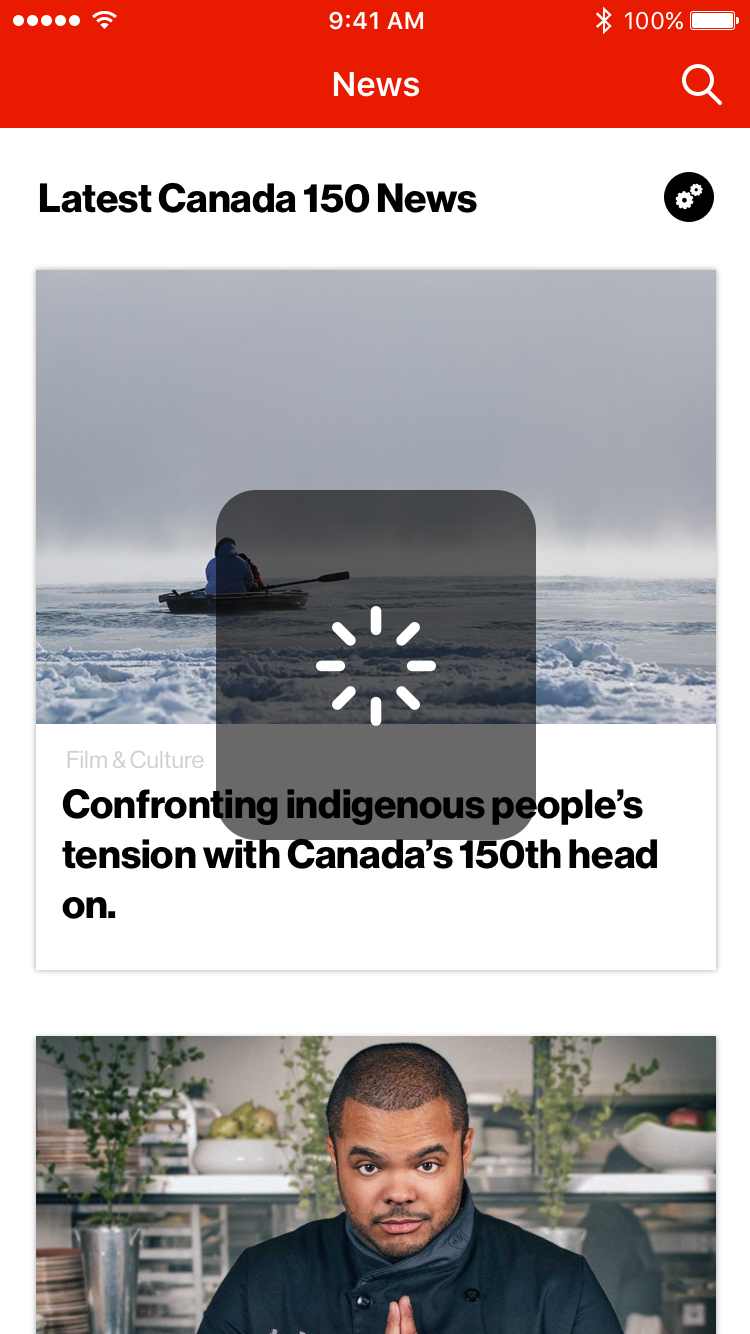 9:41 AM
100%
News
Latest Canada 150 News
Film & Culture
Confronting indigenous people’s
tension with Canada’s 150th head
on.